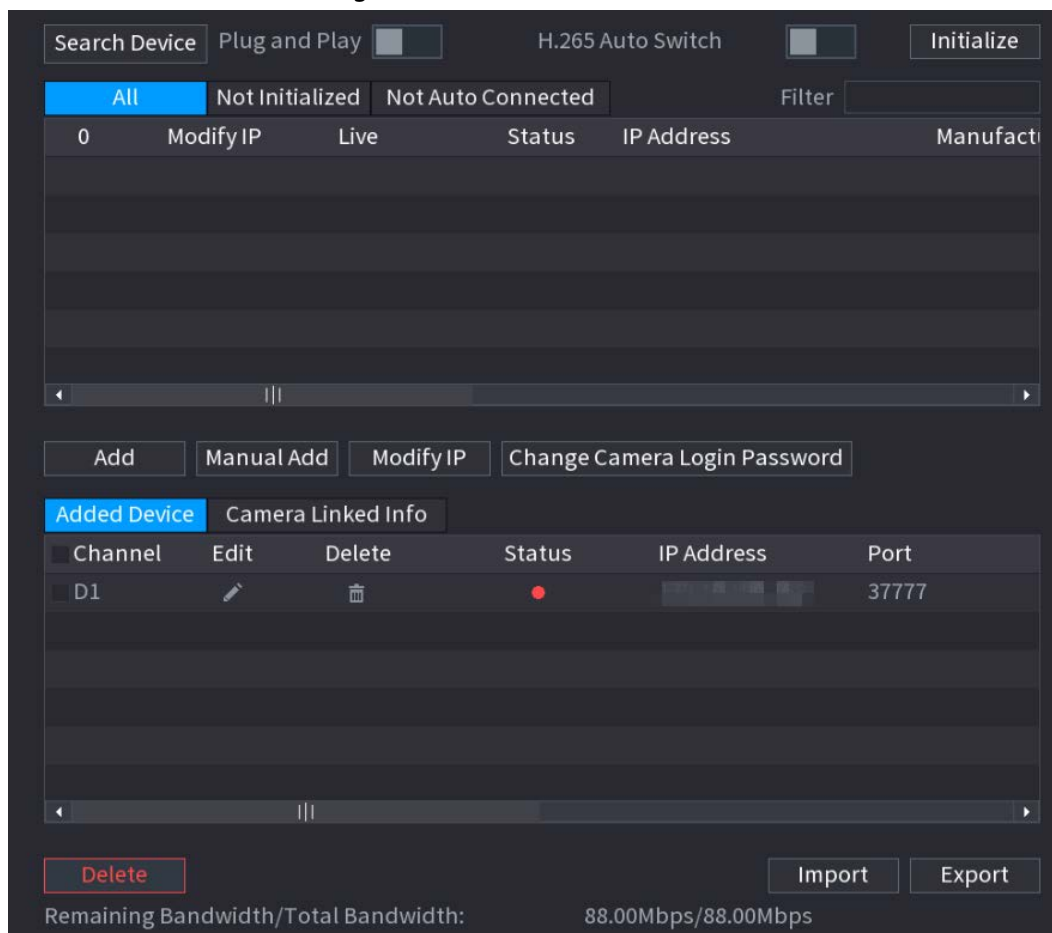 Search Device Plug and Play H.265 Auto Switch Initialize
All Not Initialized Not Auto Connected Filter
0 Modify IP Live Status IP Address Manufactu
Add Manual Add Modify IP Change Camera Login Password
Added Device Camera Linked Info
Channel Edit Delete Status IP Address Port
D1 37777
Delete Import Export
Remaining Bandwidth/Total Bandwidth: 88.00Mbps/88.00Mbps